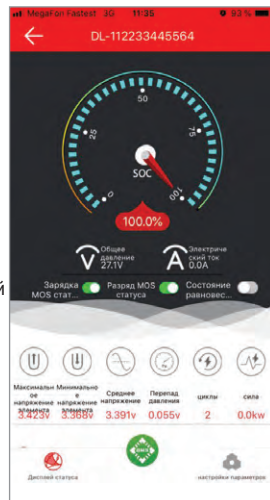 MegaFon Fastest 3G 11:35 93 %
DL-112233445564
50
25
75
0
100
SOC
100.0%
V Общее давление 27.1V
A Электриче ский ток 0.0A
й
Зарядка MOS стат...
Разряд MOS статуса
Состояние равновес...
Максимальн ое напряжение элемента
Минимально е напряжение элемента
Среднее напряжение
Перепад давления
циклы
сила
3.423v 3.368v 3.391v 0.055v 2 0.0kw
Дисплей статуса
настройки параметров